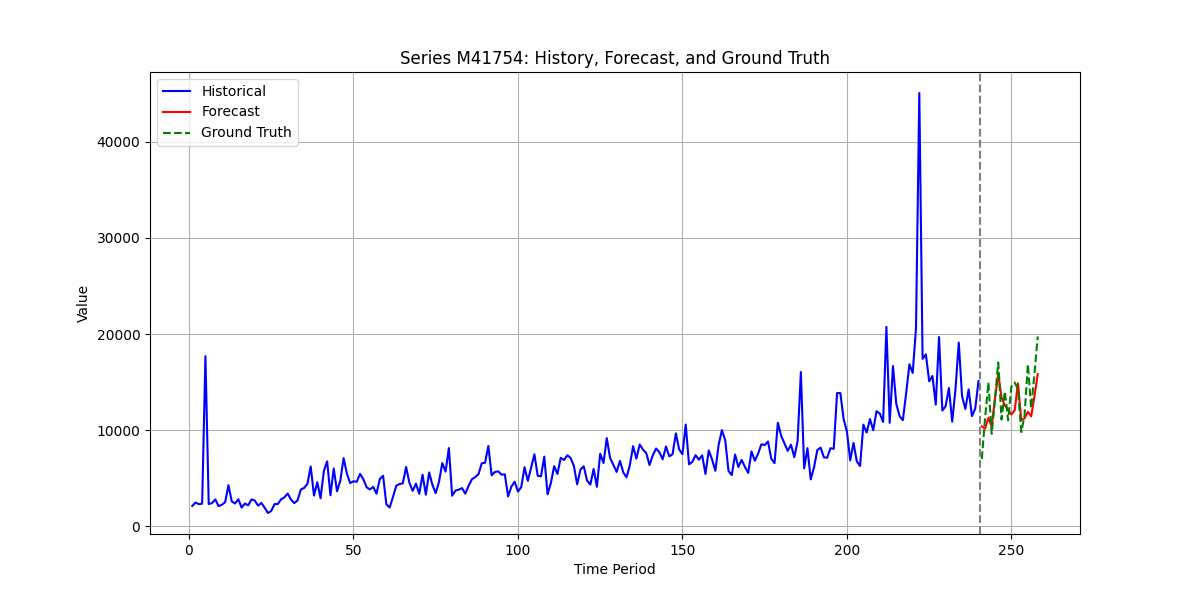 Series M41754: History, Forecast, and Ground Truth
Historical
Forecast
Ground Truth
40000
30000
20000
10000
0
Value
0 50 100 150 200 250
Time Period